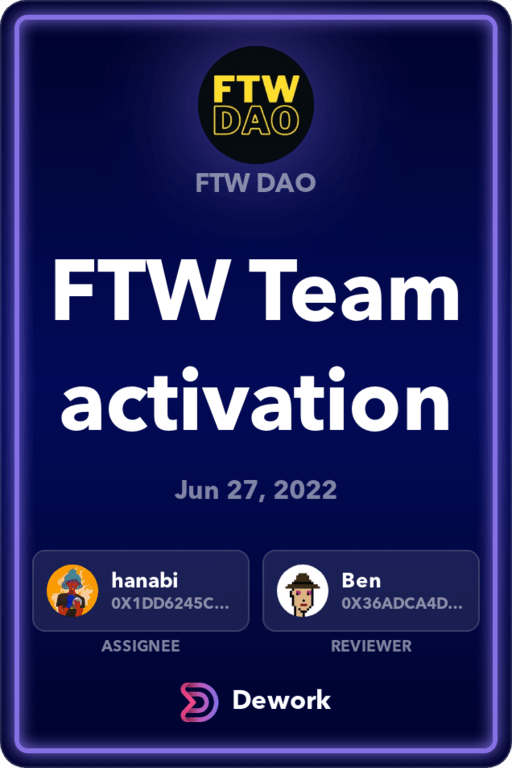 FTW
DAO
FTW DAO
FTW Team
activation
Jun 27, 2022
hanabi
0X1DD6245C...
Ben
0X36ADCA4D...
ASSIGNEE
REVIEWER
Dework